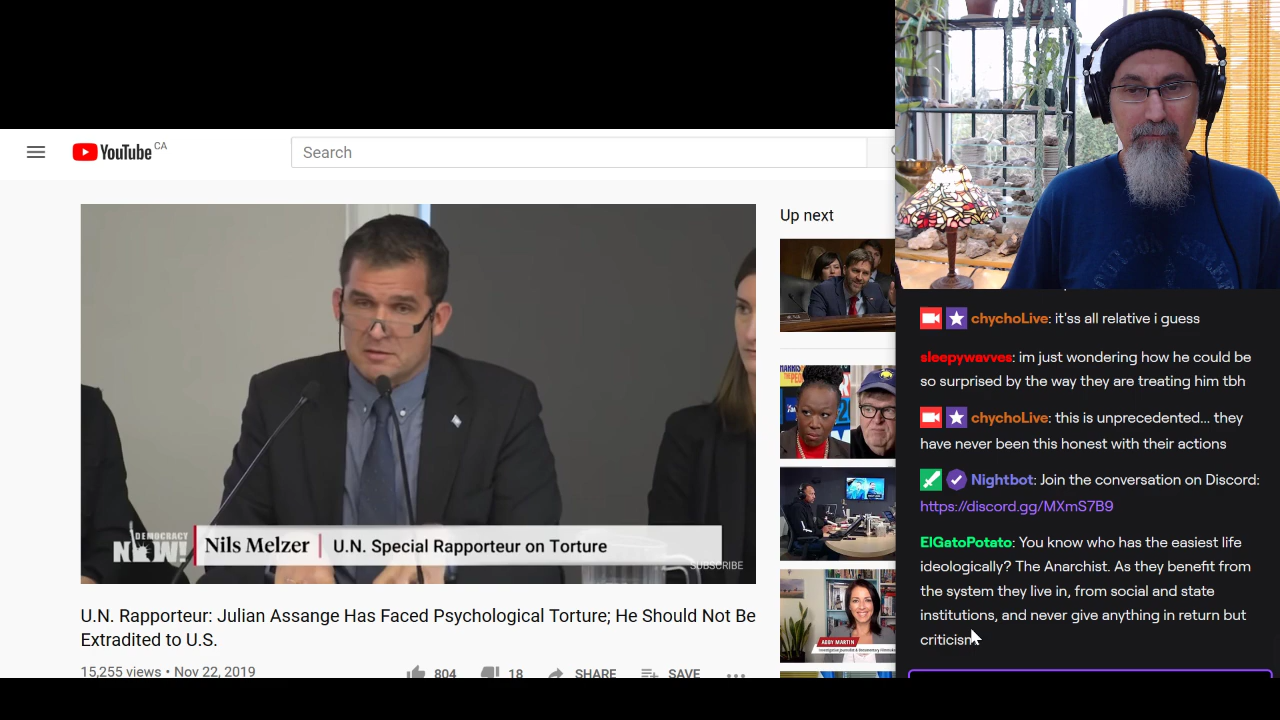 YouTube CA
Search
Up next
DEMOCRACY
NOW!
Nils Melzer | U.N. Special Rapporteur on Torture
SUBSCRIBE
U.N. Rapporteur: Julian Assange Has Faced Psychological Torture; He Should Not Be
Extradited to U.S.
15,255 views • Nov 22, 2019
804
18
SHARE
SAVE
ABBY MARTIN
chychoLive: it'ss all relative i guess
sleepywavves: im just wondering how he could be
so surprised by the way they are treating him tbh
chychoLive: this is unprecedented... they
have never been this honest with their actions
Nightbot: Join the conversation on Discord:
https://discord.gg/MXmS7B9
ElGatoPotato: You know who has the easiest life
ideologically? The Anarchist. As they benefit from
the system they live in, from social and state
institutions, and never give anything in return but
criticism